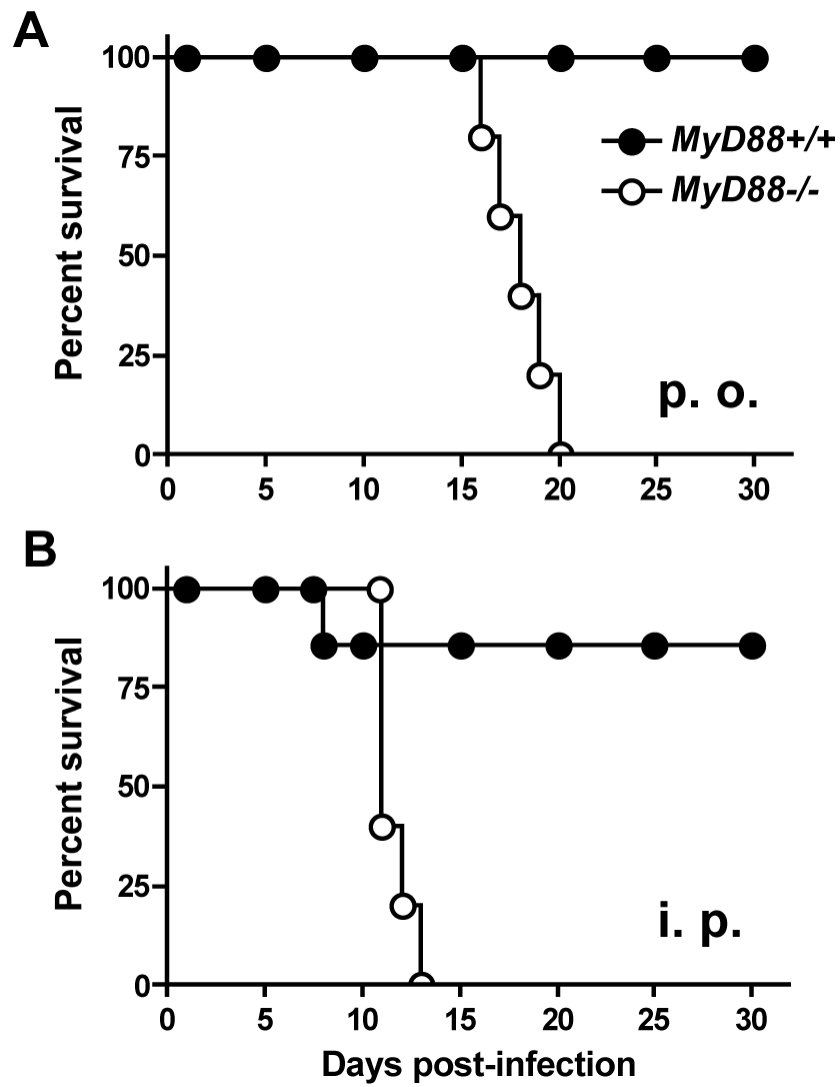 A
Percent survival
100
75
50
25
0
MyD88+/+
MyD88-/-
p. o.
0 5 10 15 20 25 30
B
Percent survival
100
75
50
25
0
i. p.
0 5 10 15 20 25 30
Days post-infection